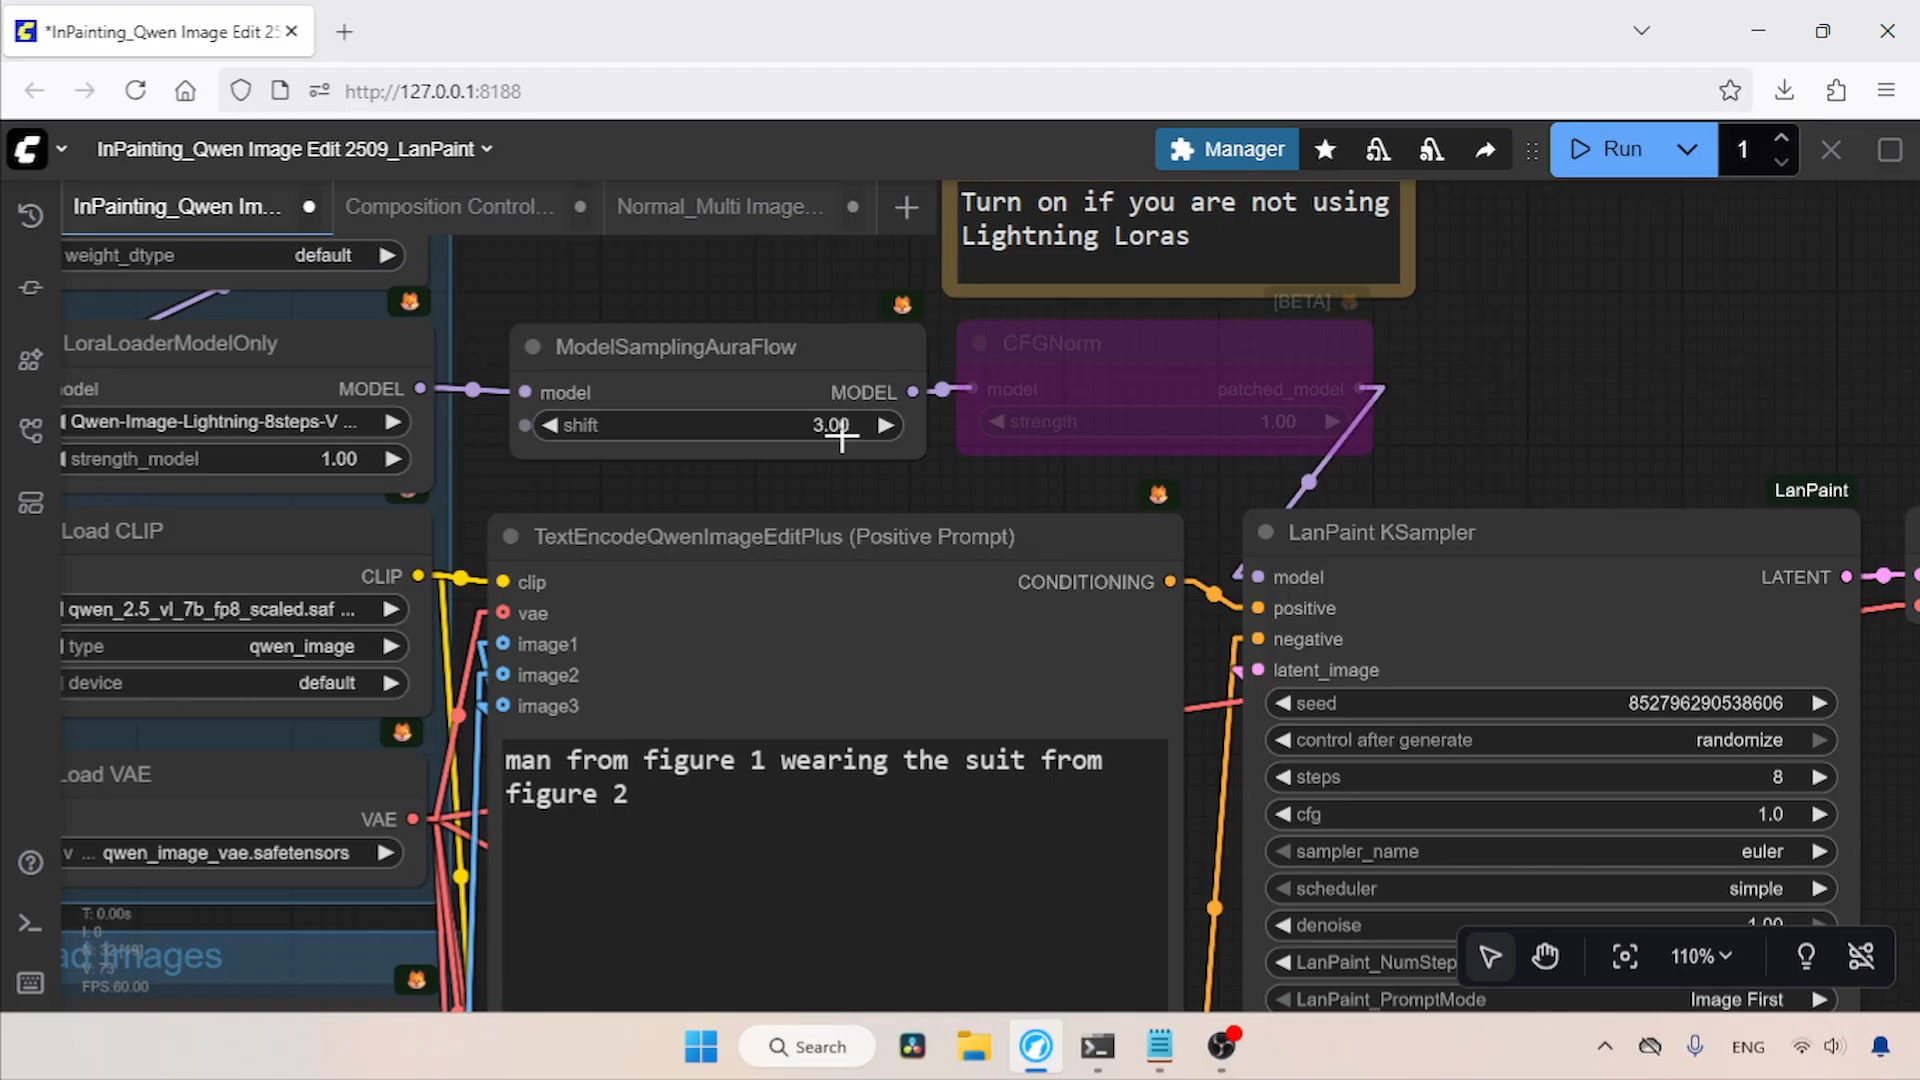 *InPainting_Qwen Image Edit 25
http://127.0.0.1:8188
InPainting_Qwen Image Edit 2509_LanPaint
Manager
Run
1
InPainting_Qwen Im...
Composition Control...
Normal_Multi Image...
Turn on if you are not using
Lightning Loras
weight_dtype
default
[BETA]
LoraLoaderModelOnly
MODEL
Qwen-Image-Lightning-8steps-V ...
strength_model
1.00
ModelSamplingAuraFlow
model
MODEL
shift
3.00
CFGNorm
model
patched_model
strength
1.00
Load CLIP
CLIP
qwen_2.5_vl_7b_fp8_scaled.saf ...
type
qwen_image
device
default
TextEncodeQwenImageEditPlus (Positive Prompt)
clip
CONDITIONING
vae
image1
image2
image3
man from figure 1 wearing the suit from
figure 2
LanPaint
LanPaint KSampler
model
LATENT
positive
negative
latent_image
seed
852796290538606
control after generate
randomize
steps
8
cfg
1.0
sampler_name
euler
scheduler
simple
denoise
1.00
LanPaint_NumStep
LanPaint_PromptMode
Image First
VAE
v ... qwen_image_vae.safetensors
T: 0.00s
I: 0
V: 73
FPS:60.00
110%
Search
ENG